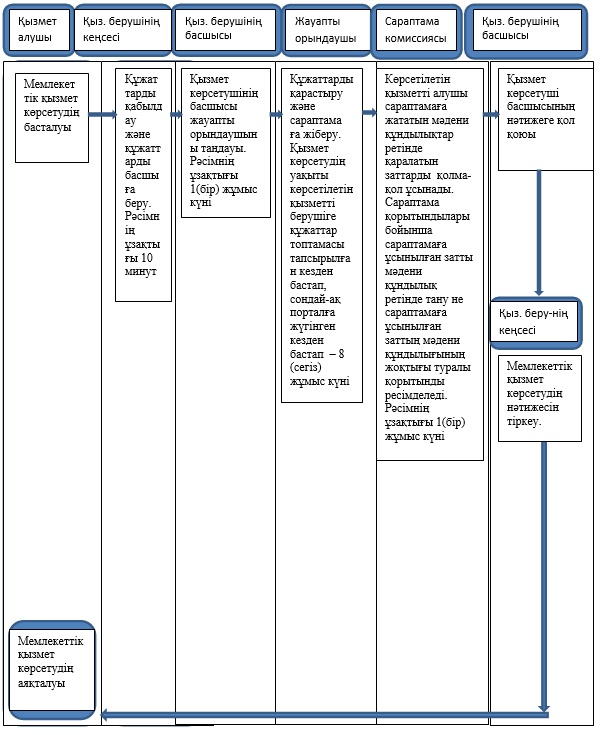 Қызмет
алушы
Қыз. берушінің
кеңсесі
Қыз. берушінің
басшысы
Жауапты
орындаушы
Сараптама
комиссиясы
Қыз. берушінің
басшысы
Мемлекет
тік қызмет
көрсетудің
басталуы
Құжат
тарды
қабылд
ау
және
құжатт
арды
басшы
ға
беру.
Рәсімн
ің
ұзақты
ғы 10
минут
Қызмет
көрсетушінің
басшысы
жауапты
орындаушын
ы таңдауы.
Рәсімнің
ұзақтығы
1(бір) жұмыс
күні
Құжаттарды
қарастыру
және
сараптама
ға жіберу.
Қызмет
көрсетудің
уақыты
көрсетілетін
қызметті
берушіге
құжаттар
топтамасы
тапсырылға
н кезден
бастап,
сондай-ақ
порталға
жүгінген
кезден
бастап – 8
(сегіз)
жұмыс күні
Көрсетілетін
қызметті алушы
сараптамаға
жататын мәдени
құндылықтар
ретінде
қаралатын
заттарды қолма-
қол ұсынады.
Сараптама
қорытындылары
бойынша
сараптамаға
ұсынылған затты
мәдени
құндылық
ретінде тану не
сараптамаға
ұсынылған
заттың мәдени
құндылығының
жоқтығы туралы
қорытынды
ресімделеді.
Рәсімнің
ұзақтығы 1(бір)
жұмыс күні
Қызмет
көрсетуші
басшысының
нәтижеге қол
қоюы
Қыз. беру-нің
кеңсесі
Мемлекеттік
қызмет
көрсетудің
нәтижесін
тіркеу.
Мемлекеттік
қызмет
көрсетудің
аяқталуы